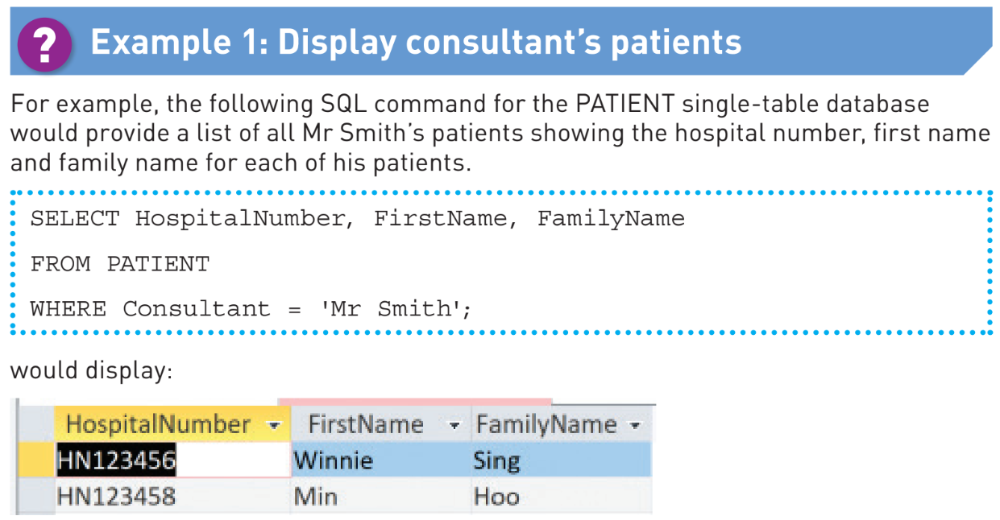 ? Example 1: Display consultant’s patients
For example, the following SQL command for the PATIENT single-table database
would provide a list of all Mr Smith’s patients showing the hospital number, first name
and family name for each of his patients.
SELECT HospitalNumber, FirstName, FamilyName
FROM PATIENT
WHERE Consultant = 'Mr Smith';
would display:
HospitalNumber FirstName FamilyName
HN123456 Winnie Sing
HN123458 Min Hoo